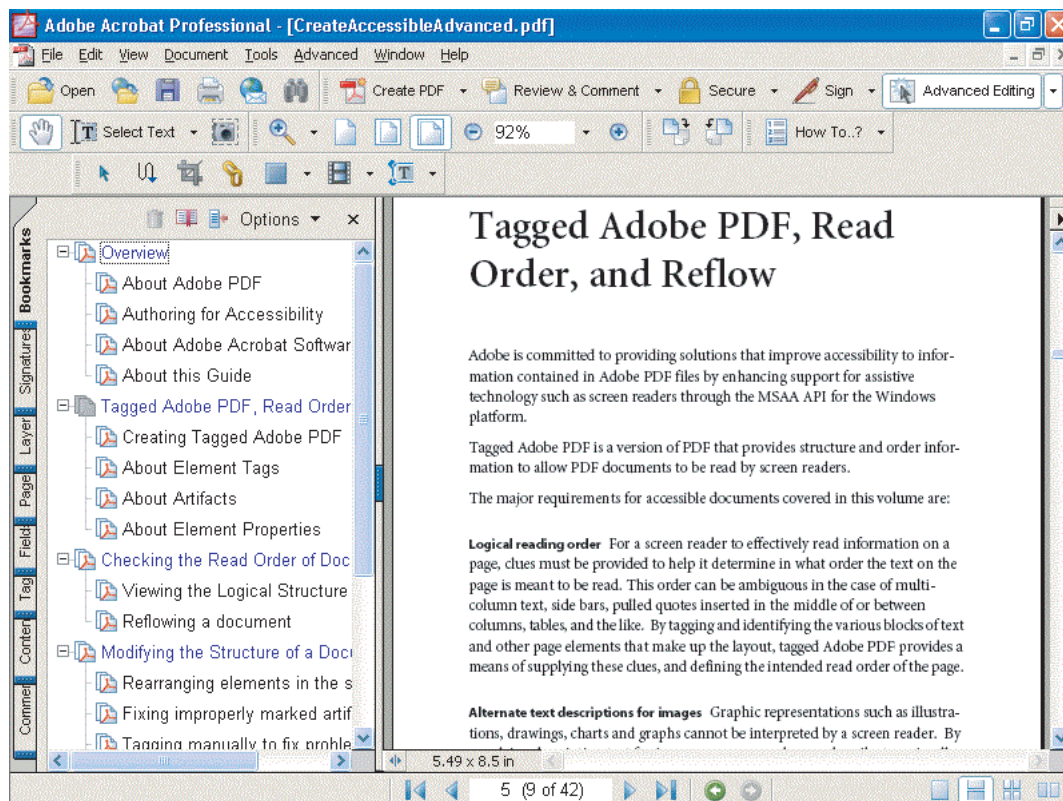 Adobe Acrobat Professional - [CreateAccessibleAdvanced.pdf]
File Edit View Document Tools Advanced Window Help
Open Create PDF Review & Comment Secure Sign Advanced Editing
Select Text 92% How To..?
Options
Bookmarks
Signatures
Layer
Page
Field
Tag
Conten
Commen
Overview
About Adobe PDF
Authoring for Accessibility
About Adobe Acrobat Softwar
About this Guide
Tagged Adobe PDF, Read Order
Creating Tagged Adobe PDF
About Element Tags
About Artifacts
About Element Properties
Checking the Read Order of Doc
Viewing the Logical Structure
Reflowing a document
Modifying the Structure of a Docu
Rearranging elements in the s
Fixing improperly marked artif
Tagging manually to fix proble
Tagged Adobe PDF, Read
Order, and Reflow
Adobe is committed to providing solutions that improve accessibility to infor-
mation contained in Adobe PDF files by enhancing support for assistive
technology such as screen readers through the MSAA API for the Windows
platform.
Tagged Adobe PDF is a version of PDF that provides structure and order infor-
mation to allow PDF documents to be read by screen readers.
The major requirements for accessible documents covered in this volume are:
Logical reading order For a screen reader to effectively read information on a
page, clues must be provided to help it determine in what order the text on the
page is meant to be read. This order can be ambiguous in the case of multi-
column text, side bars, pulled quotes inserted in the middle of or between
columns, tables, and the like. By tagging and identifying the various blocks of text
and other page elements that make up the layout, tagged Adobe PDF provides a
means of supplying these clues, and defining the intended read order of the page.
Alternate text descriptions for images Graphic representations such as illustra-
tions, drawings, charts and graphs cannot be interpreted by a screen reader. By
5.49 x 8.5 in
5 (9 of 42)